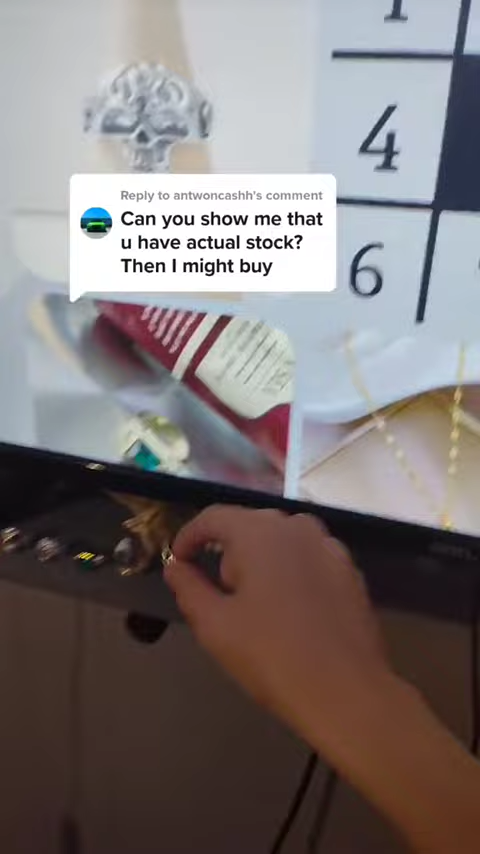 1
4
Reply to antwoncashh's comment
Can you show me that
u have actual stock?
Then I might buy
6